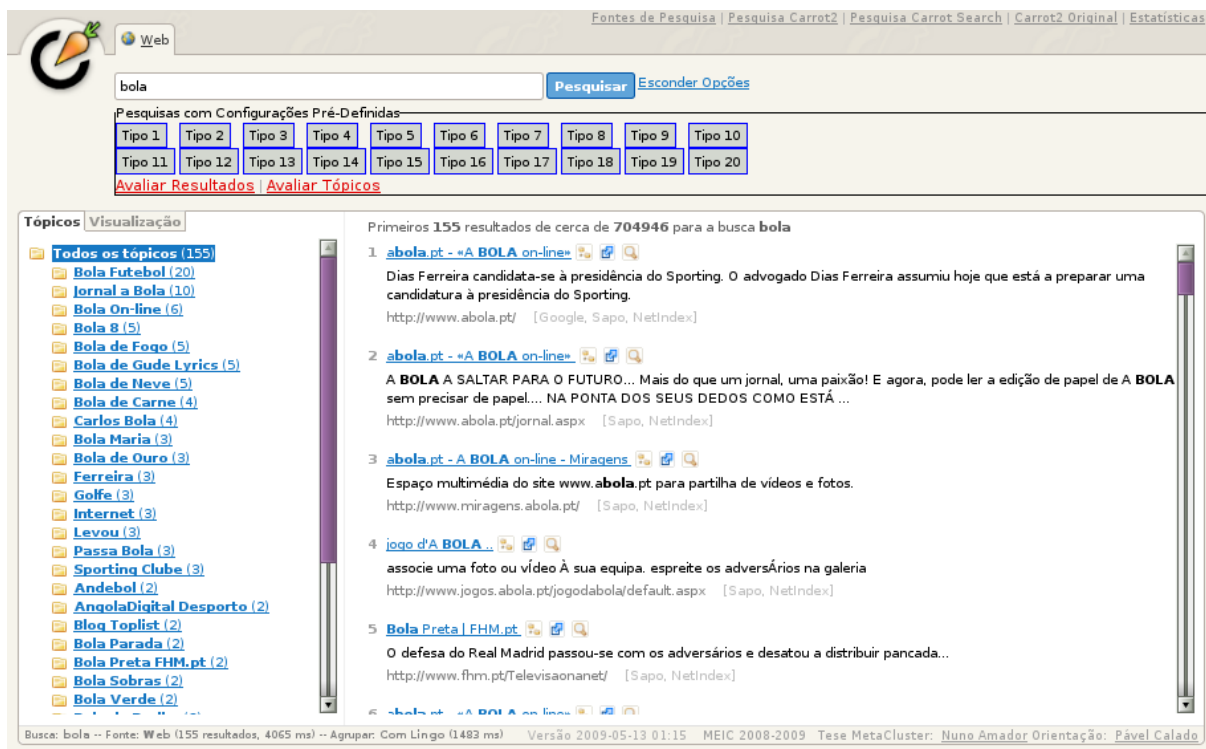 Fontes de Pesquisa | Pesquisa Carrot2 | Pesquisa Carrot Search | Carrot2 Original | Estatísticas
Web
bola
Pesquisar Esconder Opções
Pesquisas com Configurações Pré-Definidas
Tipo 1 Tipo 2 Tipo 3 Tipo 4 Tipo 5 Tipo 6 Tipo 7 Tipo 8 Tipo 9 Tipo 10
Tipo 11 Tipo 12 Tipo 13 Tipo 14 Tipo 15 Tipo 16 Tipo 17 Tipo 18 Tipo 19 Tipo 20
Avaliar Resultados | Avaliar Tópicos
Tópicos Visualização
Todos os tópicos (155)
Bola Futebol (20)
Jornal a Bola (10)
Bola On-line (6)
Bola 8 (5)
Bola de Fogo (5)
Bola de Gude Lyrics (5)
Bola de Neve (5)
Bola de Carne (4)
Carlos Bola (4)
Bola Maria (3)
Bola de Ouro (3)
Ferreira (3)
Golfe (3)
Internet (3)
Levou (3)
Passa Bola (3)
Sporting Clube (3)
Andebol (2)
AngolaDigital Desporto (2)
Blog Toplist (2)
Bola Parada (2)
Bola Preta FHM.pt (2)
Bola Sobras (2)
Bola Verde (2)
Primeiros 155 resultados de cerca de 704946 para a busca bola
1 abola.pt - «A BOLA on-line»
Dias Ferreira candidata-se à presidência do Sporting. O advogado Dias Ferreira assumiu hoje que está a preparar uma
candidatura à presidência do Sporting.
http://www.abola.pt/ [Google, Sapo, NetIndex]
2 abola.pt - «A BOLA on-line»
A BOLA A SALTAR PARA O FUTURO... Mais do que um jornal, uma paixão! E agora, pode ler a edição de papel de A BOLA
sem precisar de papel.... NA PONTA DOS SEUS DEDOS COMO ESTÁ ...
http://www.abola.pt/jornal.aspx [Sapo, NetIndex]
3 abola.pt - A BOLA on-line - Miragens
Espaço multimédia do site www.abola.pt para partilha de vídeos e fotos.
http://www.miragens.abola.pt/ [Sapo, NetIndex]
4 jogo d'A BOLA ..
associe uma foto ou vÍdeo À sua equipa. espreite os adversÁrios na galeria
http://www.jogos.abola.pt/jogodabola/default.aspx [Sapo, NetIndex]
5 Bola Preta | FHM.pt
O defesa do Real Madrid passou-se com os adversários e desatou a distribuir pancada...
http://www.fhm.pt/Televisaonanet/ [Sapo, NetIndex]
6 abola.pt - «A BOLA on-line»
Busca: bola -- Fonte: Web (155 resultados, 4065 ms) -- Agrupar: Com Lingo (1483 ms) Versão 2009-05-13 01:15 MEIC 2008-2009 Tese MetaCluster: Nuno Amador Orientação: Pável Calado